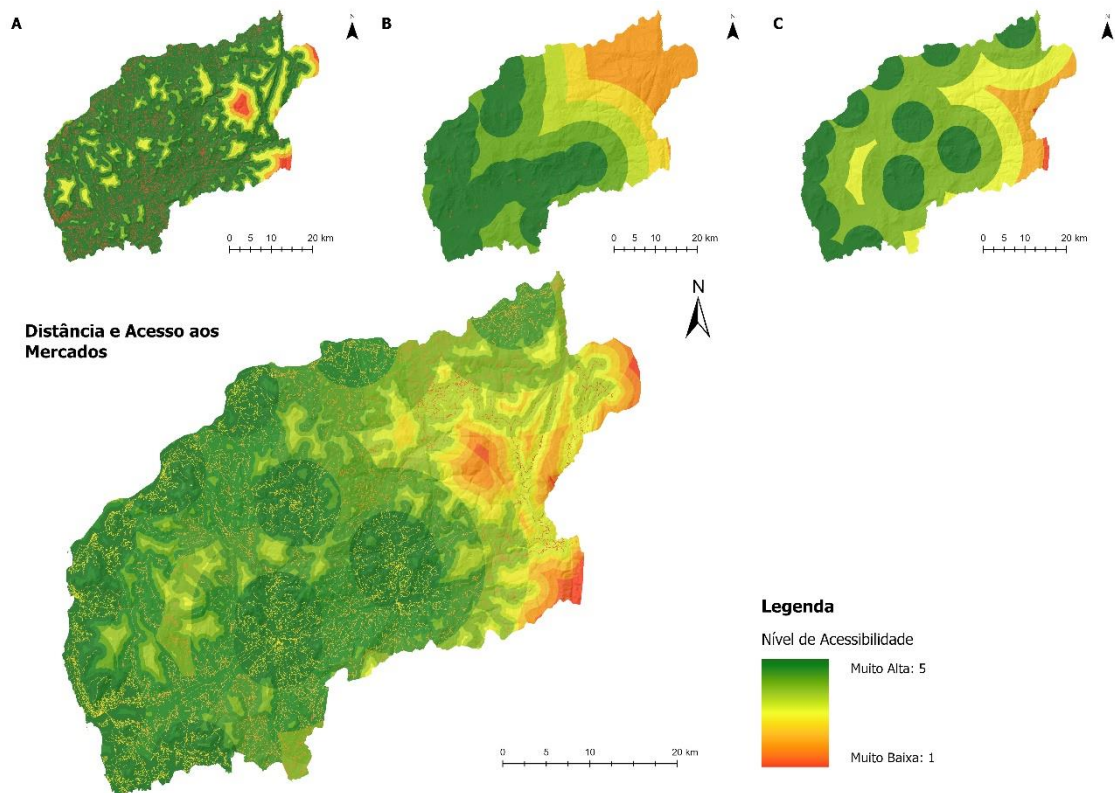 A
N
0 5 10 20 km
B
N
0 5 10 20 km
C
N
0 5 10 20 km
Distância e Acesso aos
Mercados
N
0 5 10 20 km
Legenda
Nível de Acessibilidade
Muito Alta: 5
Muito Baixa: 1